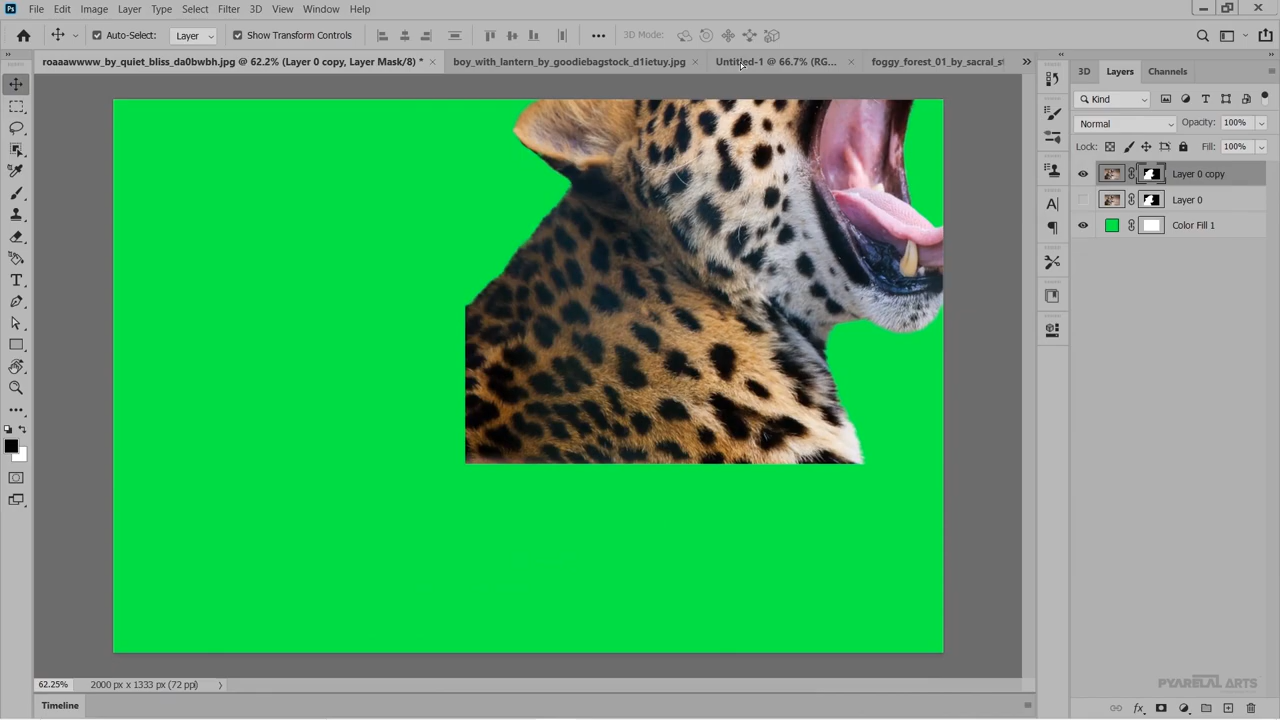 Ps File Edit Image Layer Type Select Filter 3D View Window Help
Auto-Select: Layer Show Transform Controls 3D Mode:
roaaawwww_by_quiet_bliss_da0bwbh.jpg @ 62.2% (Layer 0 copy, Layer Mask/8) * boy_with_lantern_by_goodiebagstock_d1ietuy.jpg Untitled-1 @ 66.7% (RG... foggy_forest_01_by_sacral_st
3D Layers Channels
Kind
Normal Opacity: 100%
Lock: Fill: 100%
Layer 0 copy
Layer 0
Color Fill 1
62.25% 2000 px x 1333 px (72 ppi)
Timeline
PYARELAL ARTS
fx